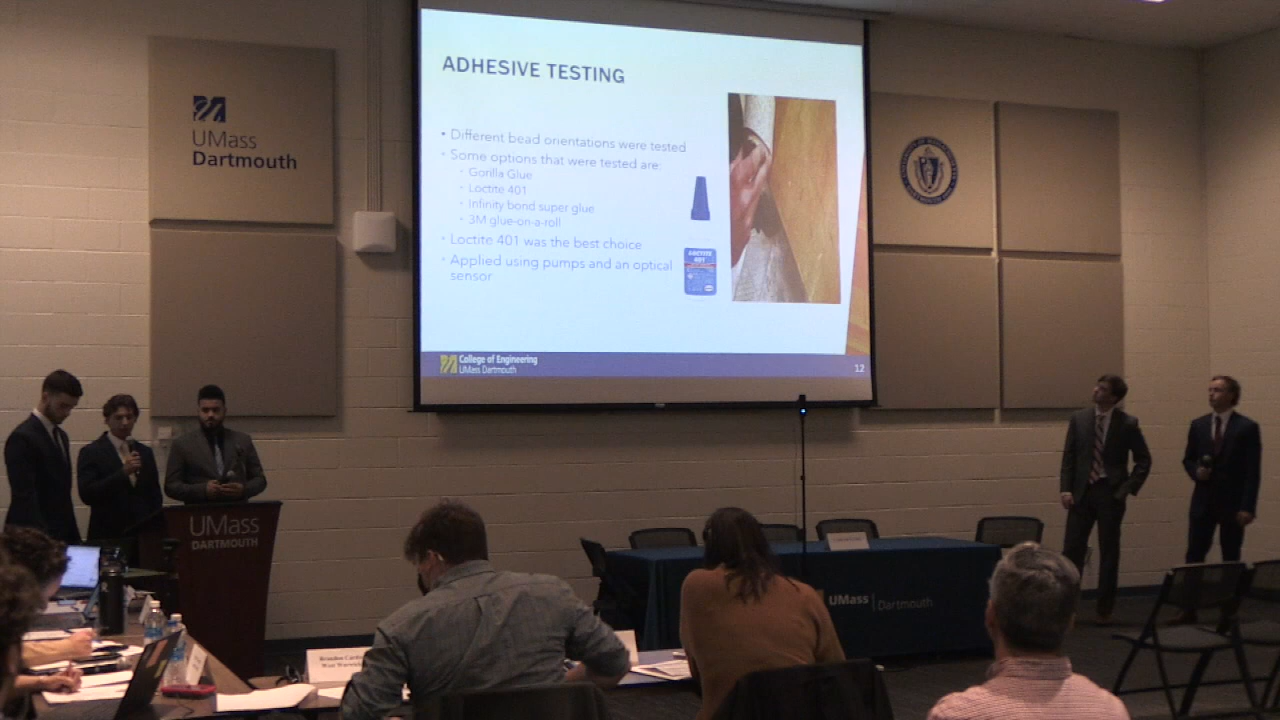 ADHESIVE TESTING
• Different bead orientations were tested
• Some options that were tested are:
• Gorilla Glue
• Loctite 401
• Infinity bond super glue
• 3M glue-on-a-roll
• Loctite 401 was the best choice
• Applied using pumps and an optical
sensor
LOCTITE
401
College of Engineering
UMass Dartmouth
12
UMass
Dartmouth
UMass
DARTMOUTH
UMass | Dartmouth